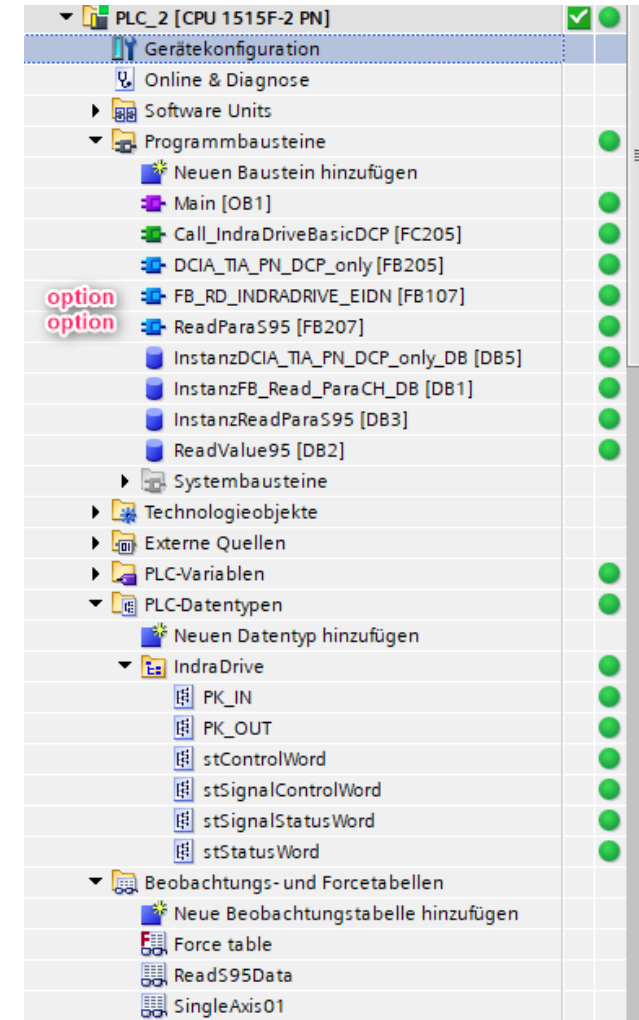 PLC_2 [CPU 1515F-2 PN]
Gerätekonfiguration
Online & Diagnose
Software Units
Programmbausteine
Neuen Baustein hinzufügen
Main [OB1]
Call_IndraDriveBasicDCP [FC205]
DCIA_TIA_PN_DCP_only [FB205]
option FB_RD_INDRADRIVE_EIDN [FB107]
option ReadParaS95 [FB207]
InstanzDCIA_TIA_PN_DCP_only_DB [DB5]
InstanzFB_Read_ParaCH_DB [DB1]
InstanzReadParaS95 [DB3]
ReadValue95 [DB2]
Systembausteine
Technologieobjekte
Externe Quellen
PLC-Variablen
PLC-Datentypen
Neuen Datentyp hinzufügen
IndraDrive
PK_IN
PK_OUT
stControlWord
stSignalControlWord
stSignalStatusWord
stStatusWord
Beobachtungs- und Forcetabellen
Neue Beobachtungstabelle hinzufügen
Force table
ReadS95Data
SingleAxis01